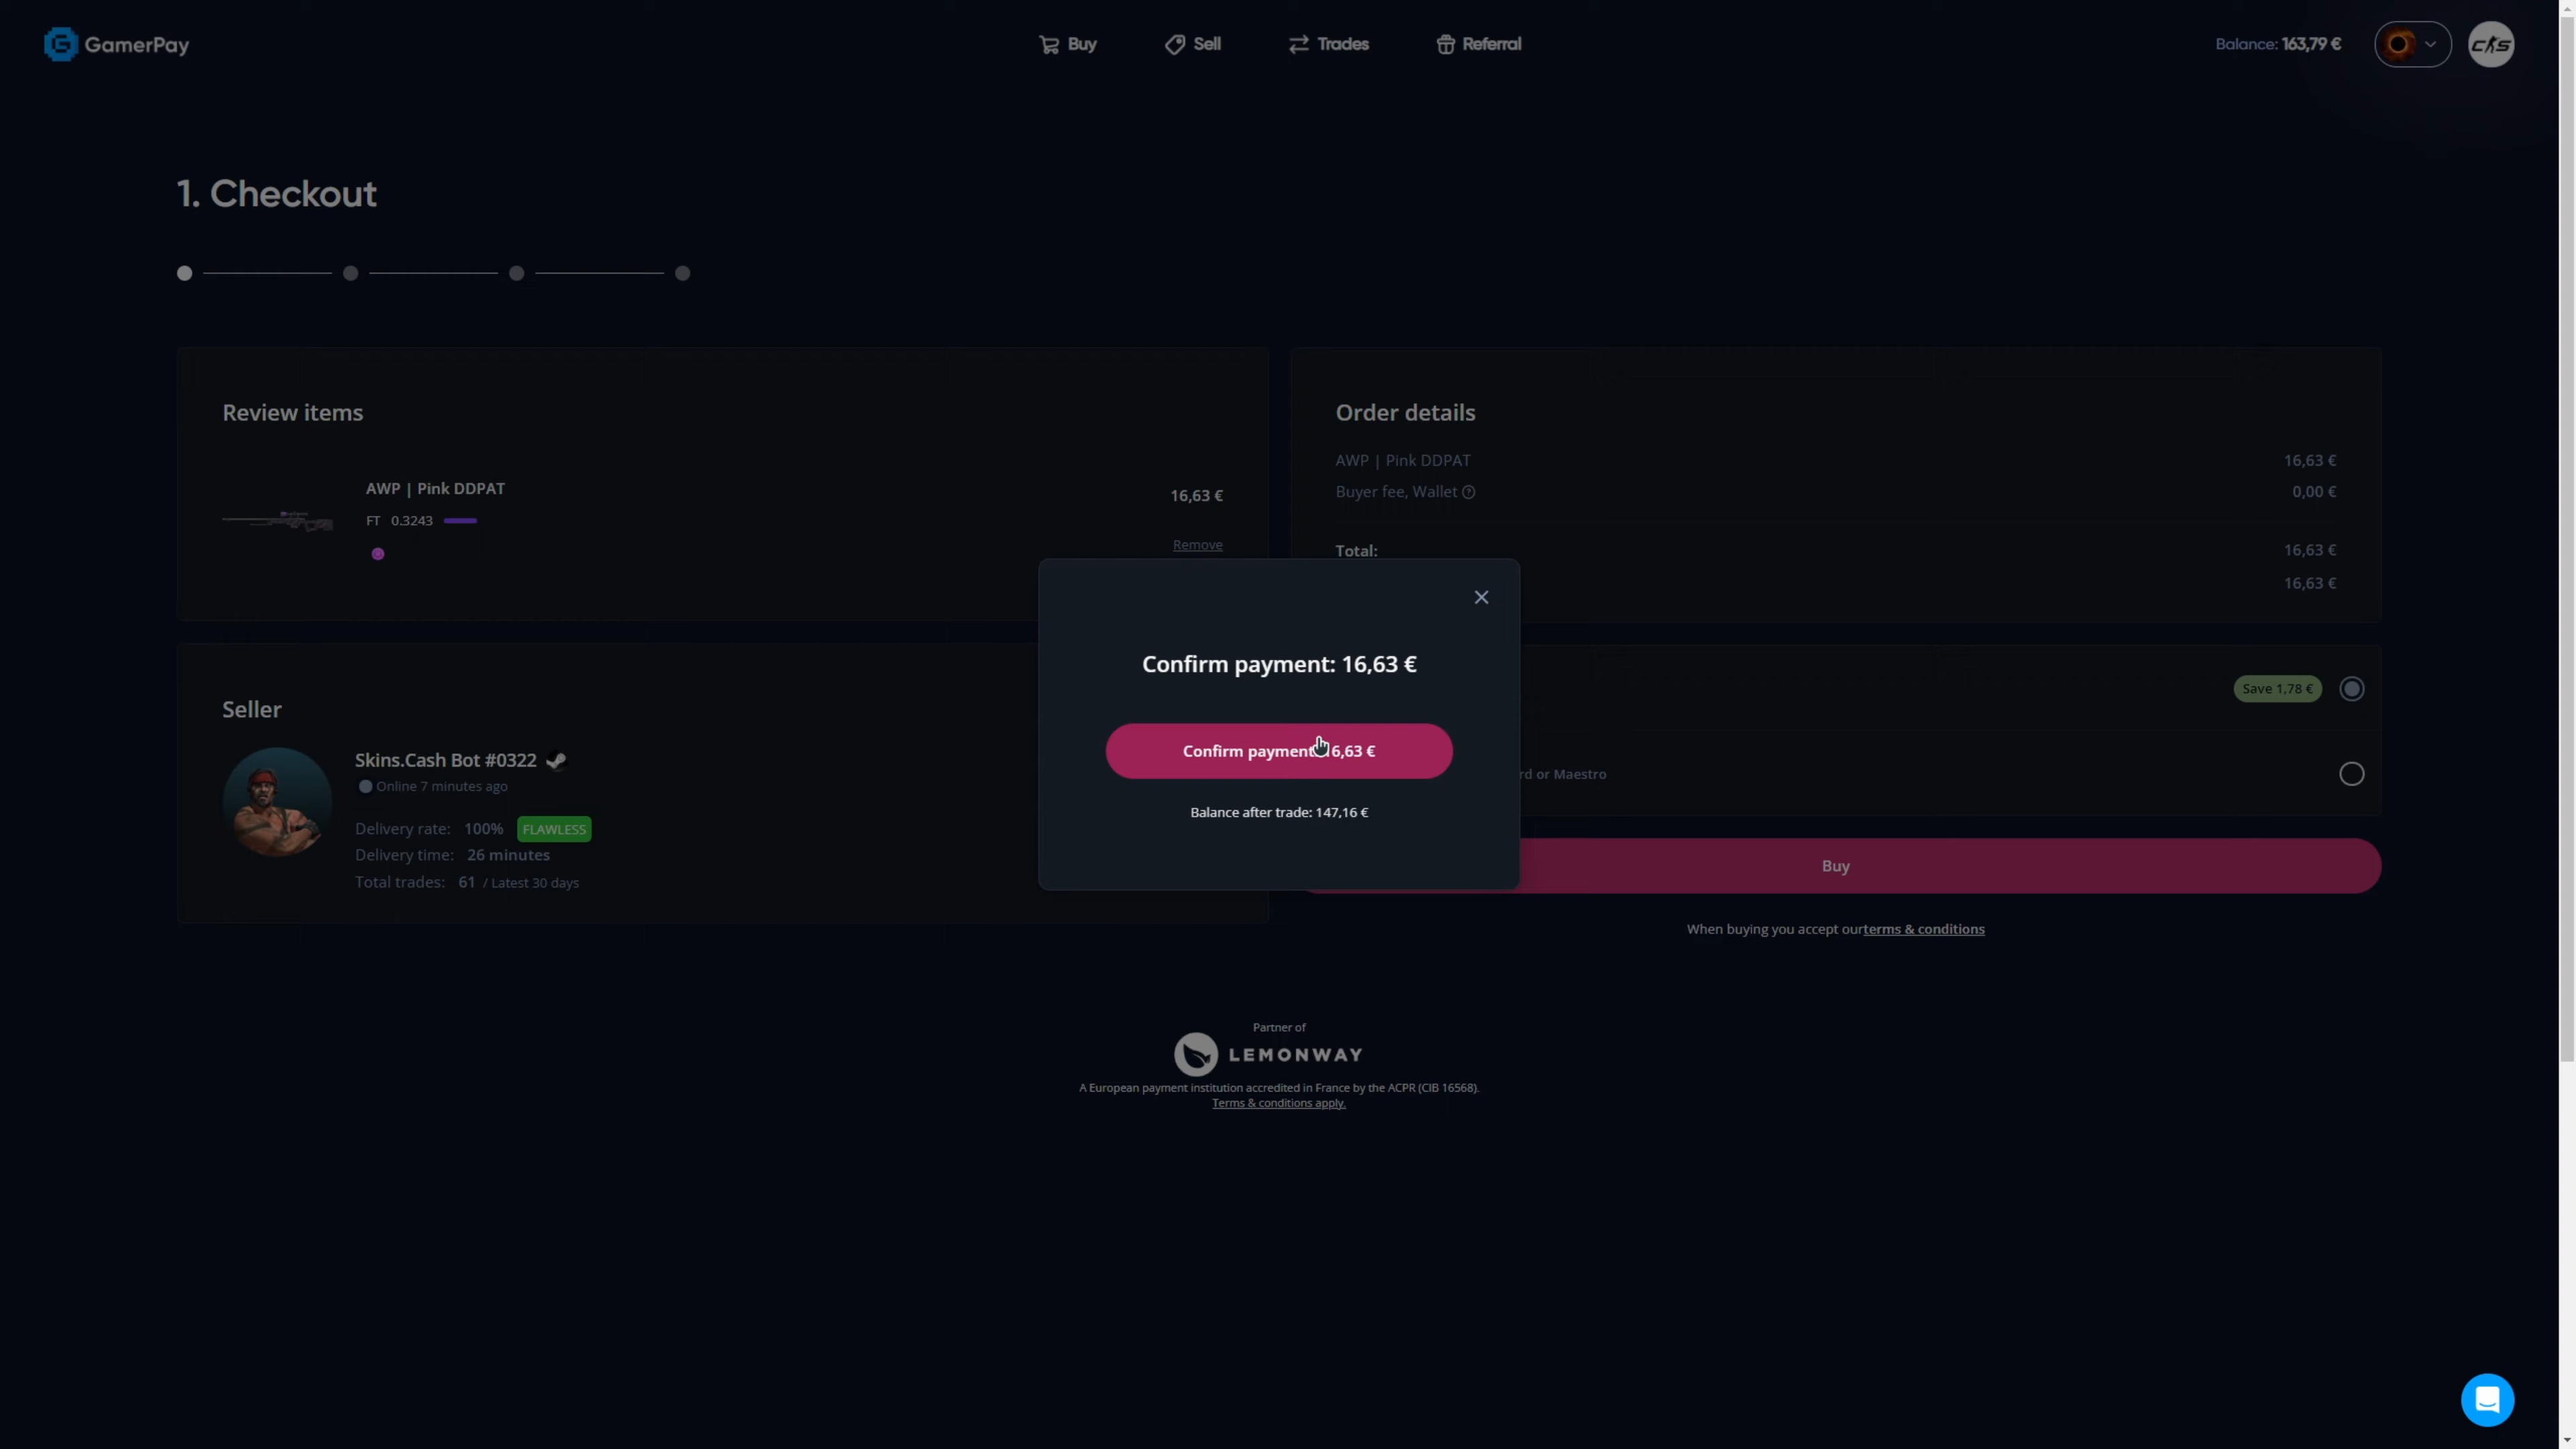 GamerPay
Buy
Sell
Trades
Referral
Balance: 163,79 €
1. Checkout
Review items
AWP | Pink DDPAT
16,63 €
FT 0.3243
Remove
Order details
AWP | Pink DDPAT
16,63 €
Buyer fee, Wallet
0,00 €
Total:
16,63 €
16,63 €
Confirm payment: 16,63 €
Confirm payment 6,63 €
Balance after trade: 147,16 €
Seller
Skins.Cash Bot #0322
Online 7 minutes ago
Delivery rate: 100% FLAWLESS
Delivery time: 26 minutes
Total trades: 61 / Latest 30 days
Save 1,78 €
or Maestro
Buy
When buying you accept our terms & conditions
Partner of
LEMONWAY
A European payment institution accredited in France by the ACPR (CIB 16568).
Terms & conditions apply.